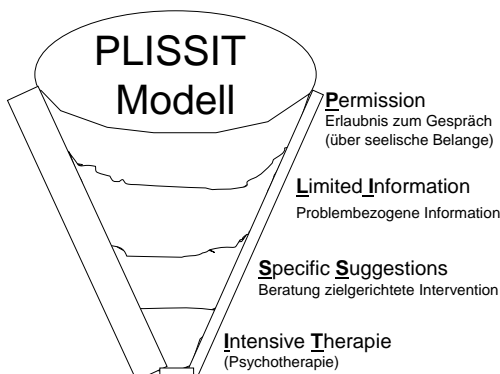 PLISSIT
Modell
Permission
Erlaubnis zum Gespräch
(über seelische Belange)
Limited Information
Problembezogene Information
Specific Suggestions
Beratung zielgerichtete Intervention
Intensive Therapie
(Psychotherapie)